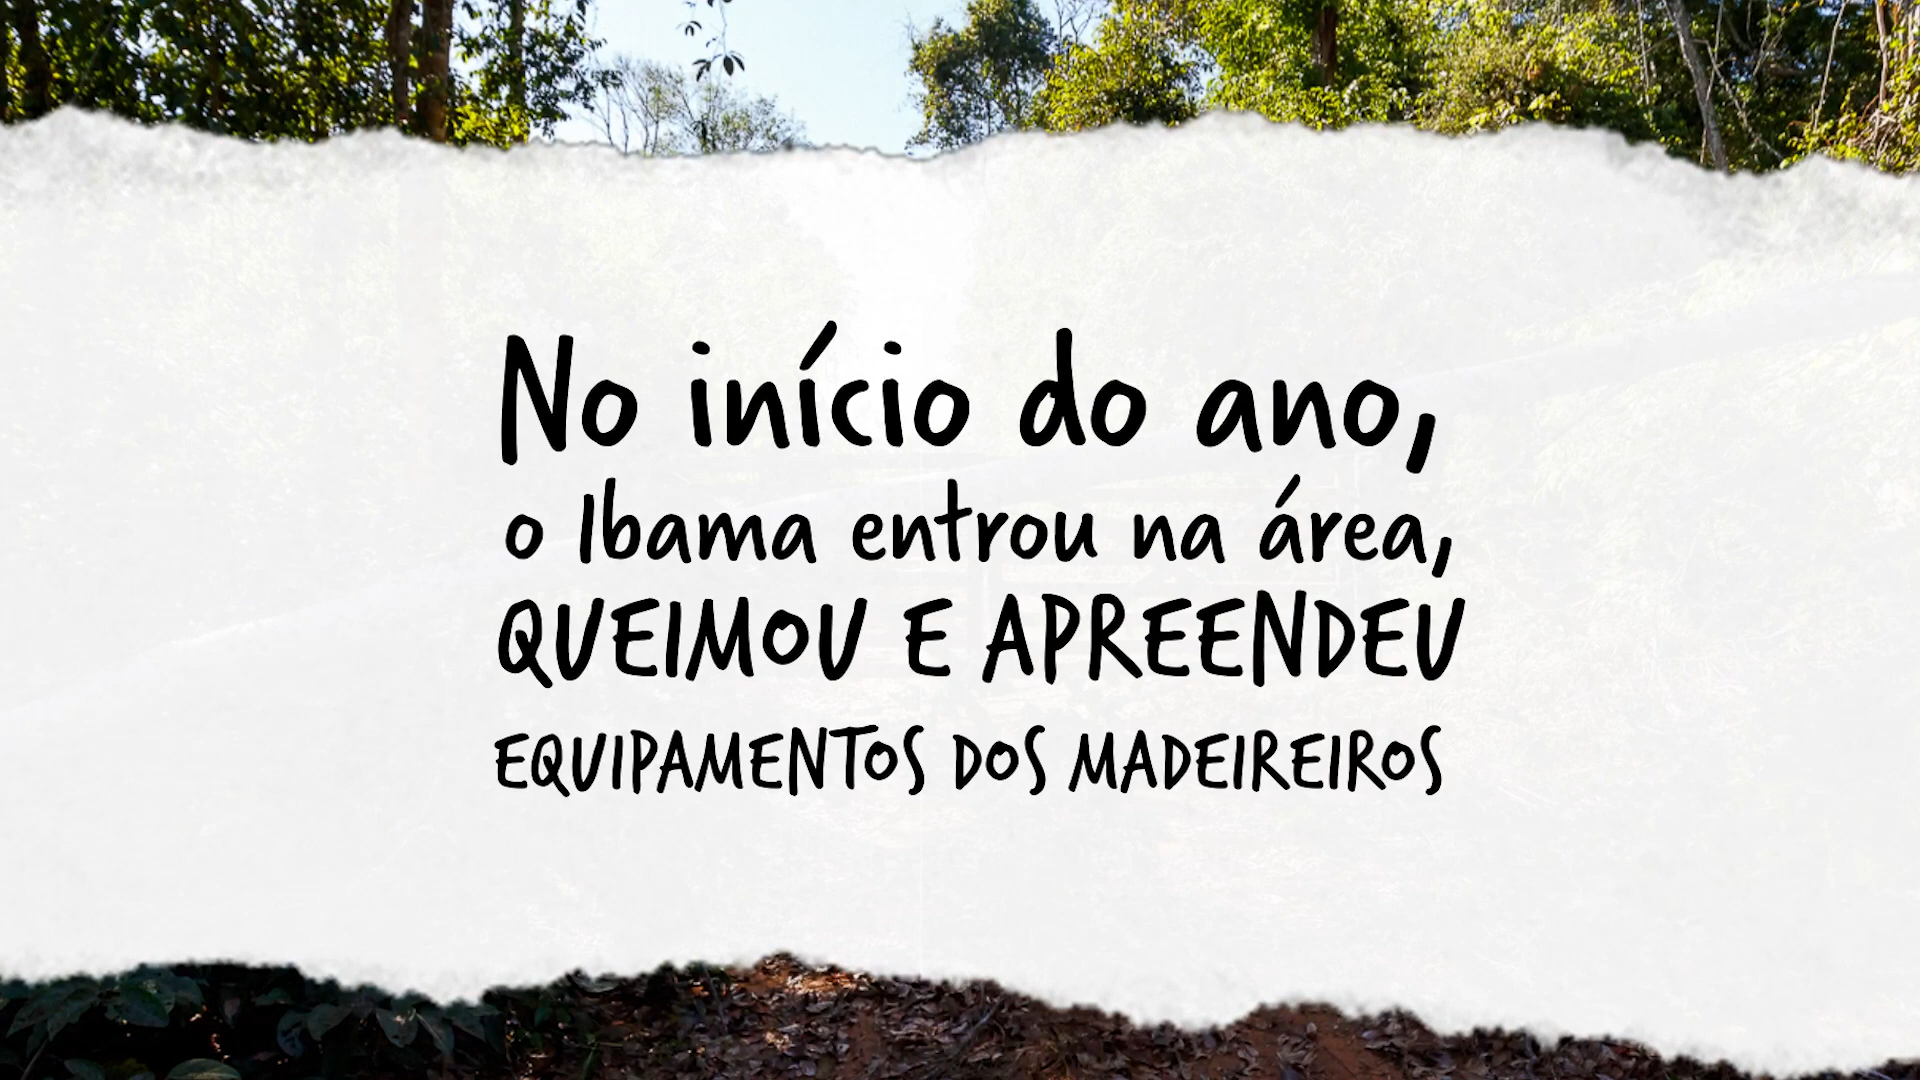 No início do ano,
o Ibama entrou na área,
QUEIMOU E APREENDEU
EQUIPAMENTOS DOS MADEIREIROS